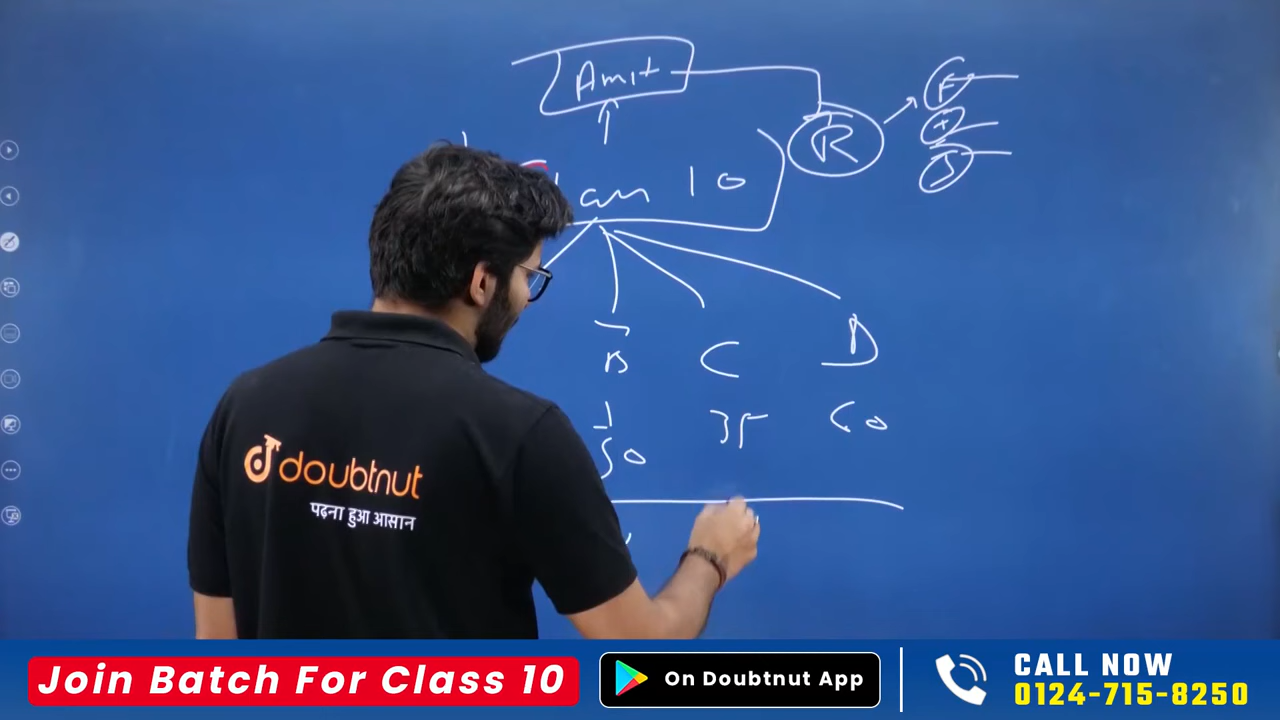 Amit
R
10
B C D
35 60
50
doubtnut
पढ़ना हुआ आसान
Join Batch For Class 10
On Doubtnut App
CALL NOW
0124-715-8250